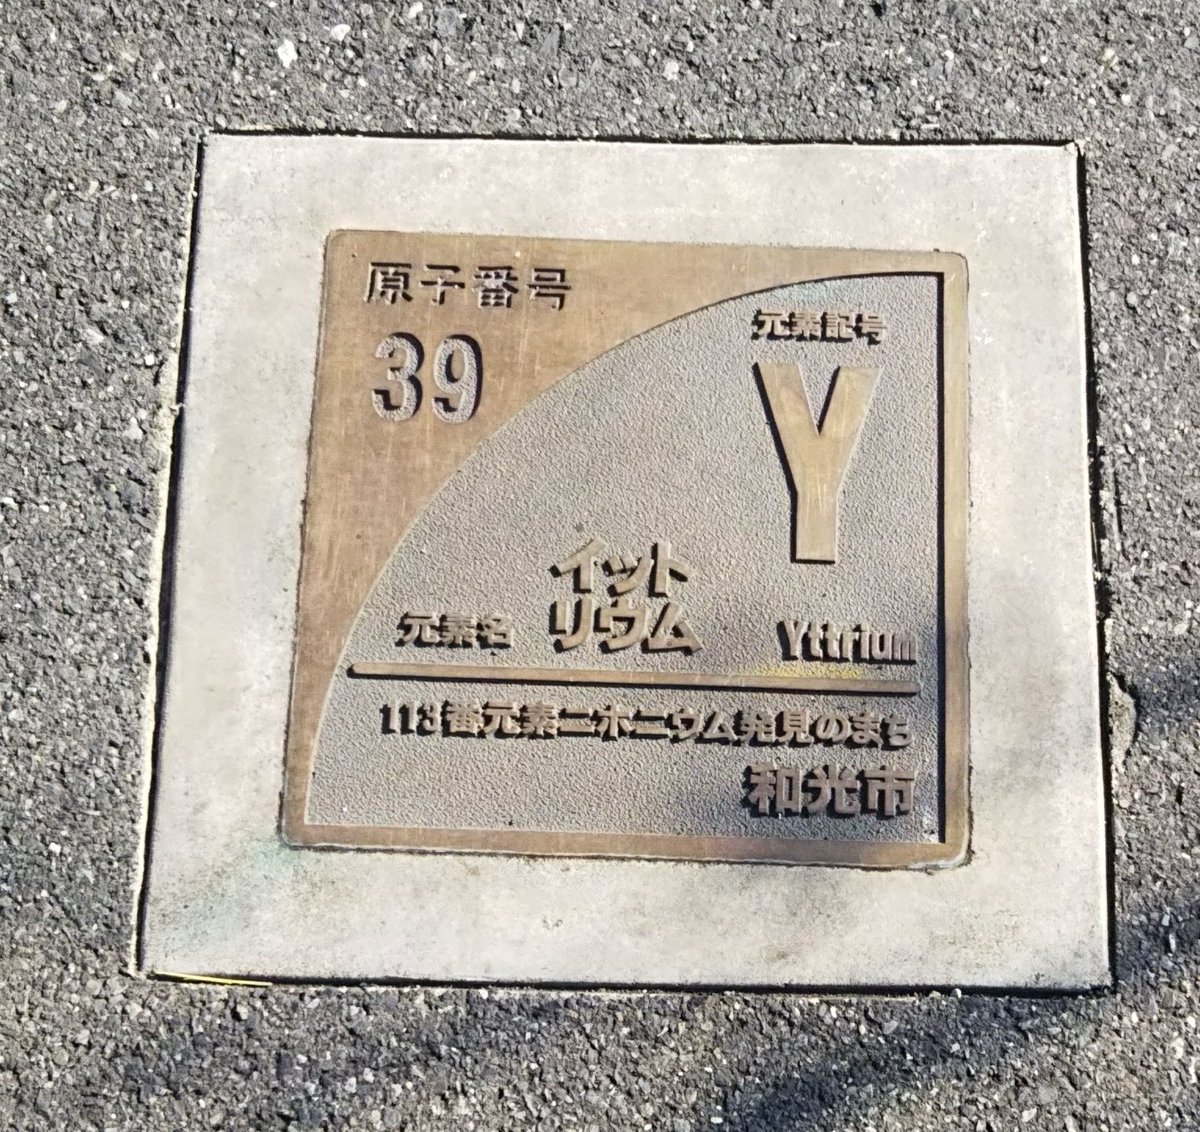 原子番号
39
元素記号
Y
イット
リウム
元素名
Yttrium
113番元素ニホニウム発見のまち
和光市